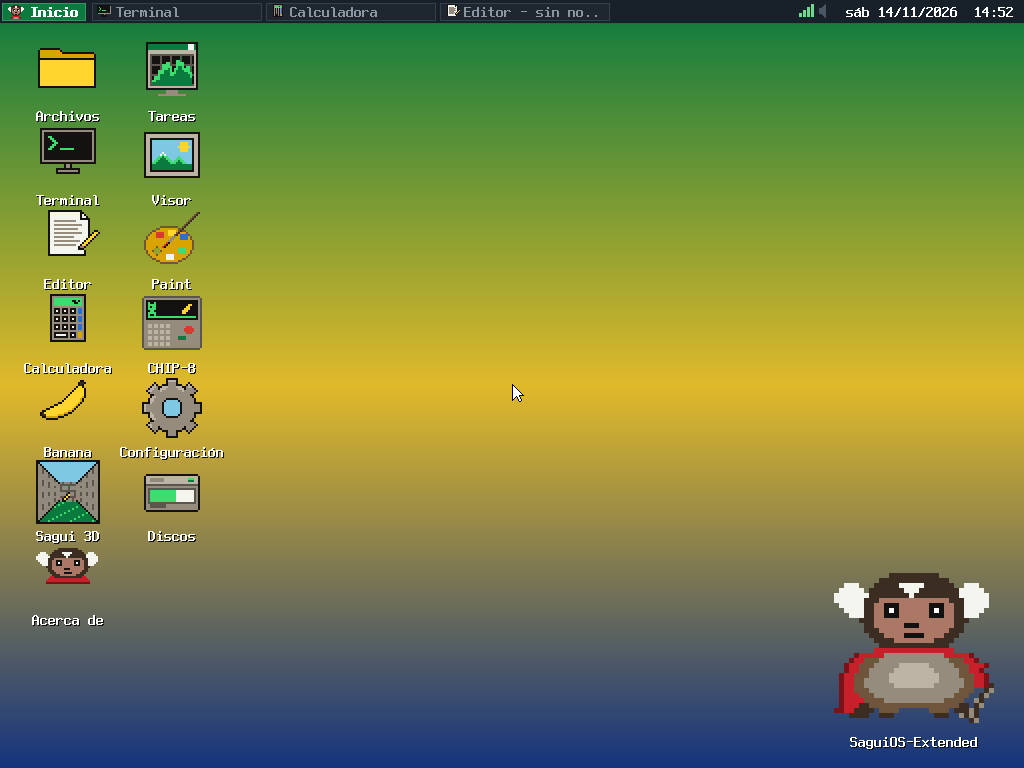 Inicio Terminal Calculadora Editor - sin no.. sáb 14/11/2026 14:52
Archivos Tareas
Terminal Visor
Editor Paint
Calculadora CHIP-8
Banana Configuración
Sagui 3D Discos
Acerca de
SaguiOS-Extended